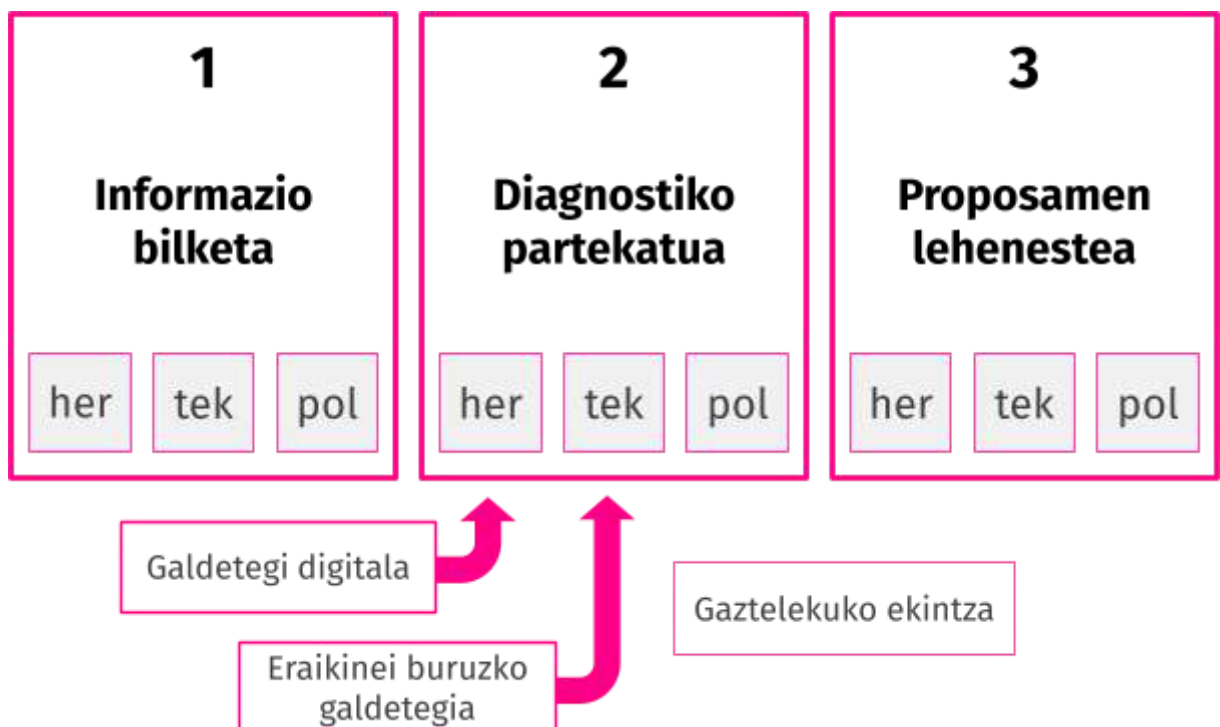 1
Informazio
bilketa
her tek pol
2
Diagnostiko
partekatua
her tek pol
3
Proposamen
lehenestea
her tek pol
Galdetegi digitala
Gaztelekuko ekintza
Eraikinei buruzko
galdetegia